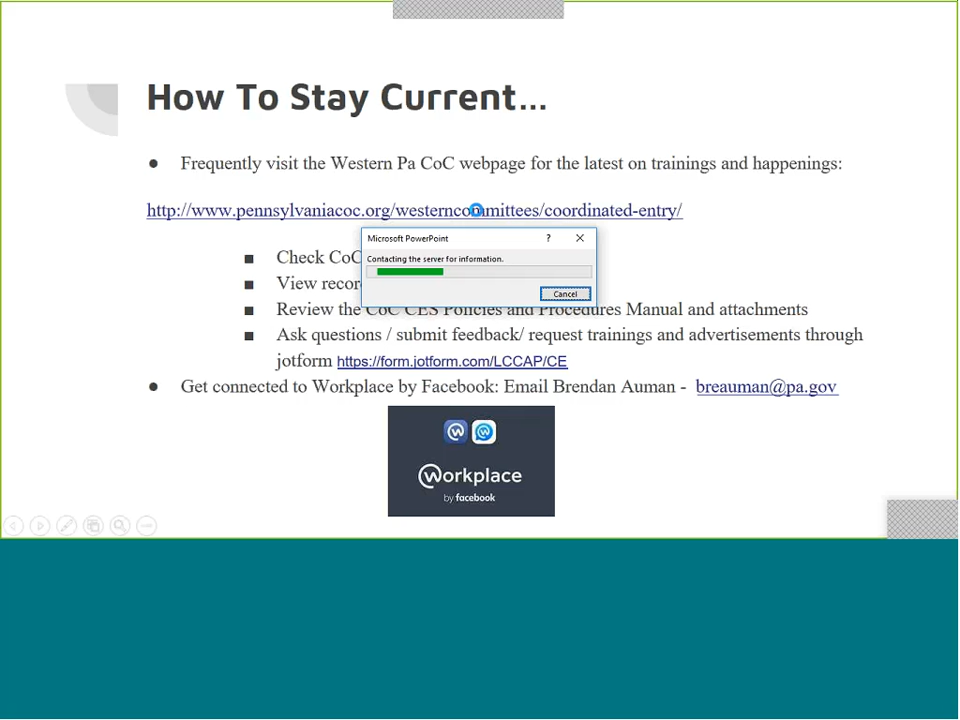 How To Stay Current...
● Frequently visit the Western Pa CoC webpage for the latest on trainings and happenings:
http://www.pennsylvaniacoc.org/westerncommittees/coordinated-entry/
Microsoft PowerPoint ? ×
Contacting the server for information.
Cancel
■ Check CoC
■ View recor
■ Review the CoC CES Policies and Procedures Manual and attachments
■ Ask questions / submit feedback/ request trainings and advertisements through
jotform https://form.jotform.com/LCCAP/CE
● Get connected to Workplace by Facebook: Email Brendan Auman - breauman@pa.gov
Workplace
by facebook